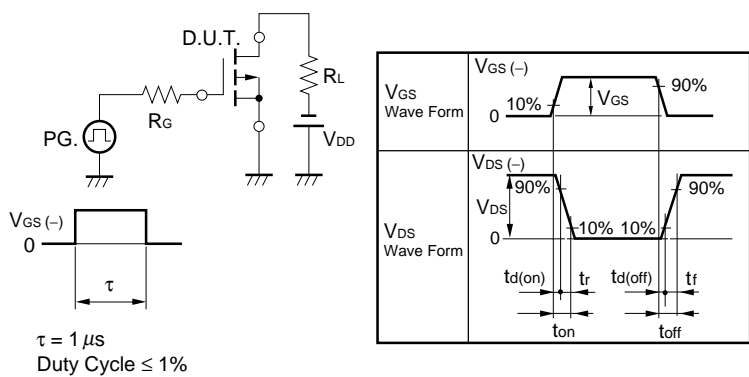 D.U.T.
RL
RG
PG.
VDD
VGS (−)
0
τ
τ = 1 μs
Duty Cycle ≤ 1%
VGS
Wave Form
VGS (−)
10%
0
VGS
90%
VDS
Wave Form
VDS (−)
90%
VDS
0
10% 10%
90%
td(on) tr td(off) tf
ton toff